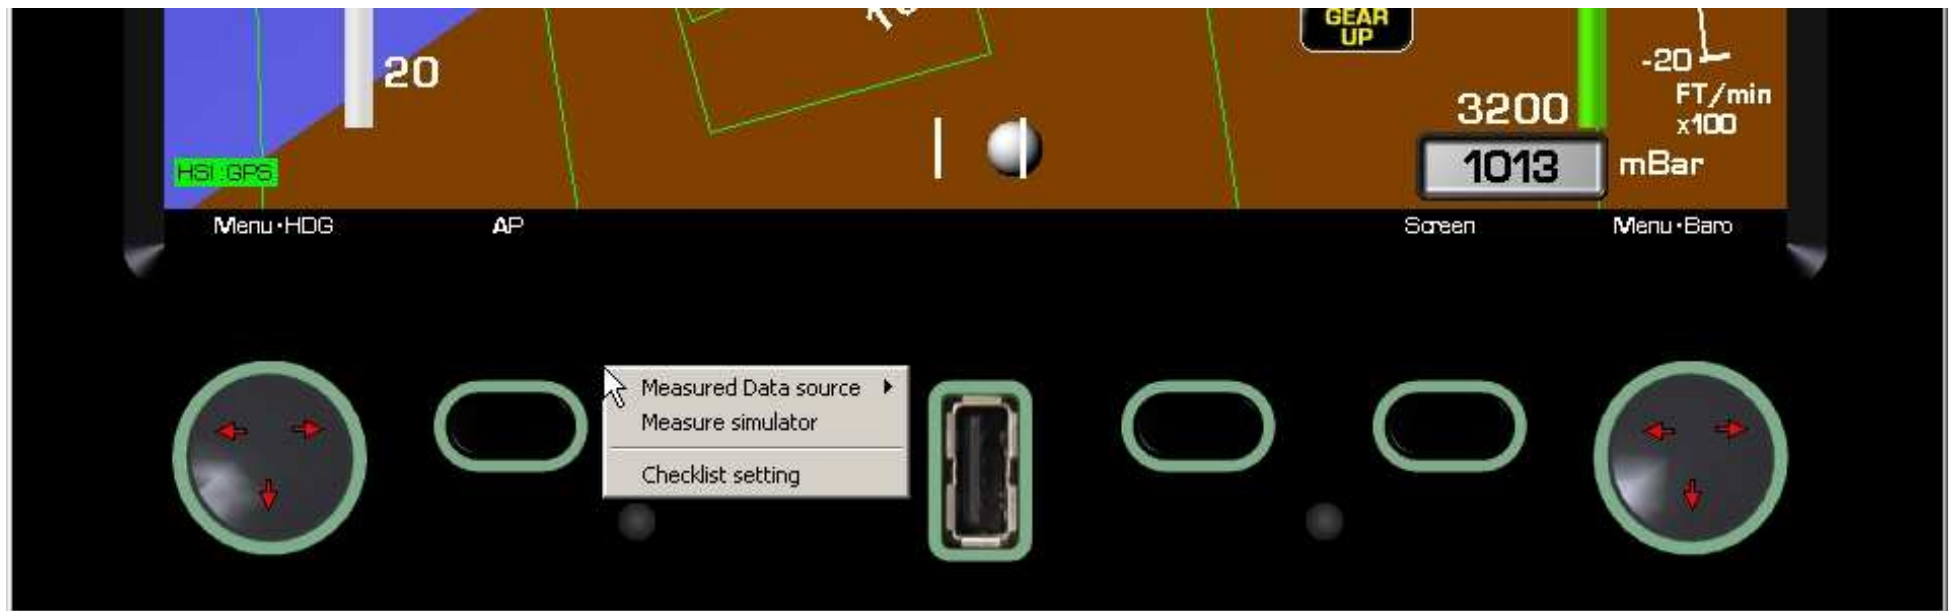 GEAR
UP
20
-20
FT/min
x100
3200
1013 mBar
HSI:GPS
Menu·HDG
AP
Screen
Menu·Baro
Measured Data source
Measure simulator
Checklist setting